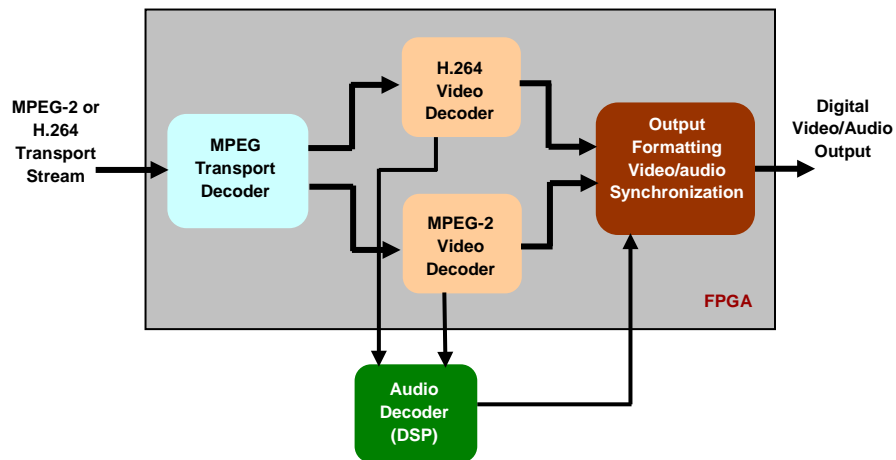 MPEG-2 or
H.264
Transport
Stream
MPEG
Transport
Decoder
H.264
Video
Decoder
MPEG-2
Video
Decoder
Output
Formatting
Video/audio
Synchronization
Digital
Video/Audio
Output
FPGA
Audio
Decoder
(DSP)